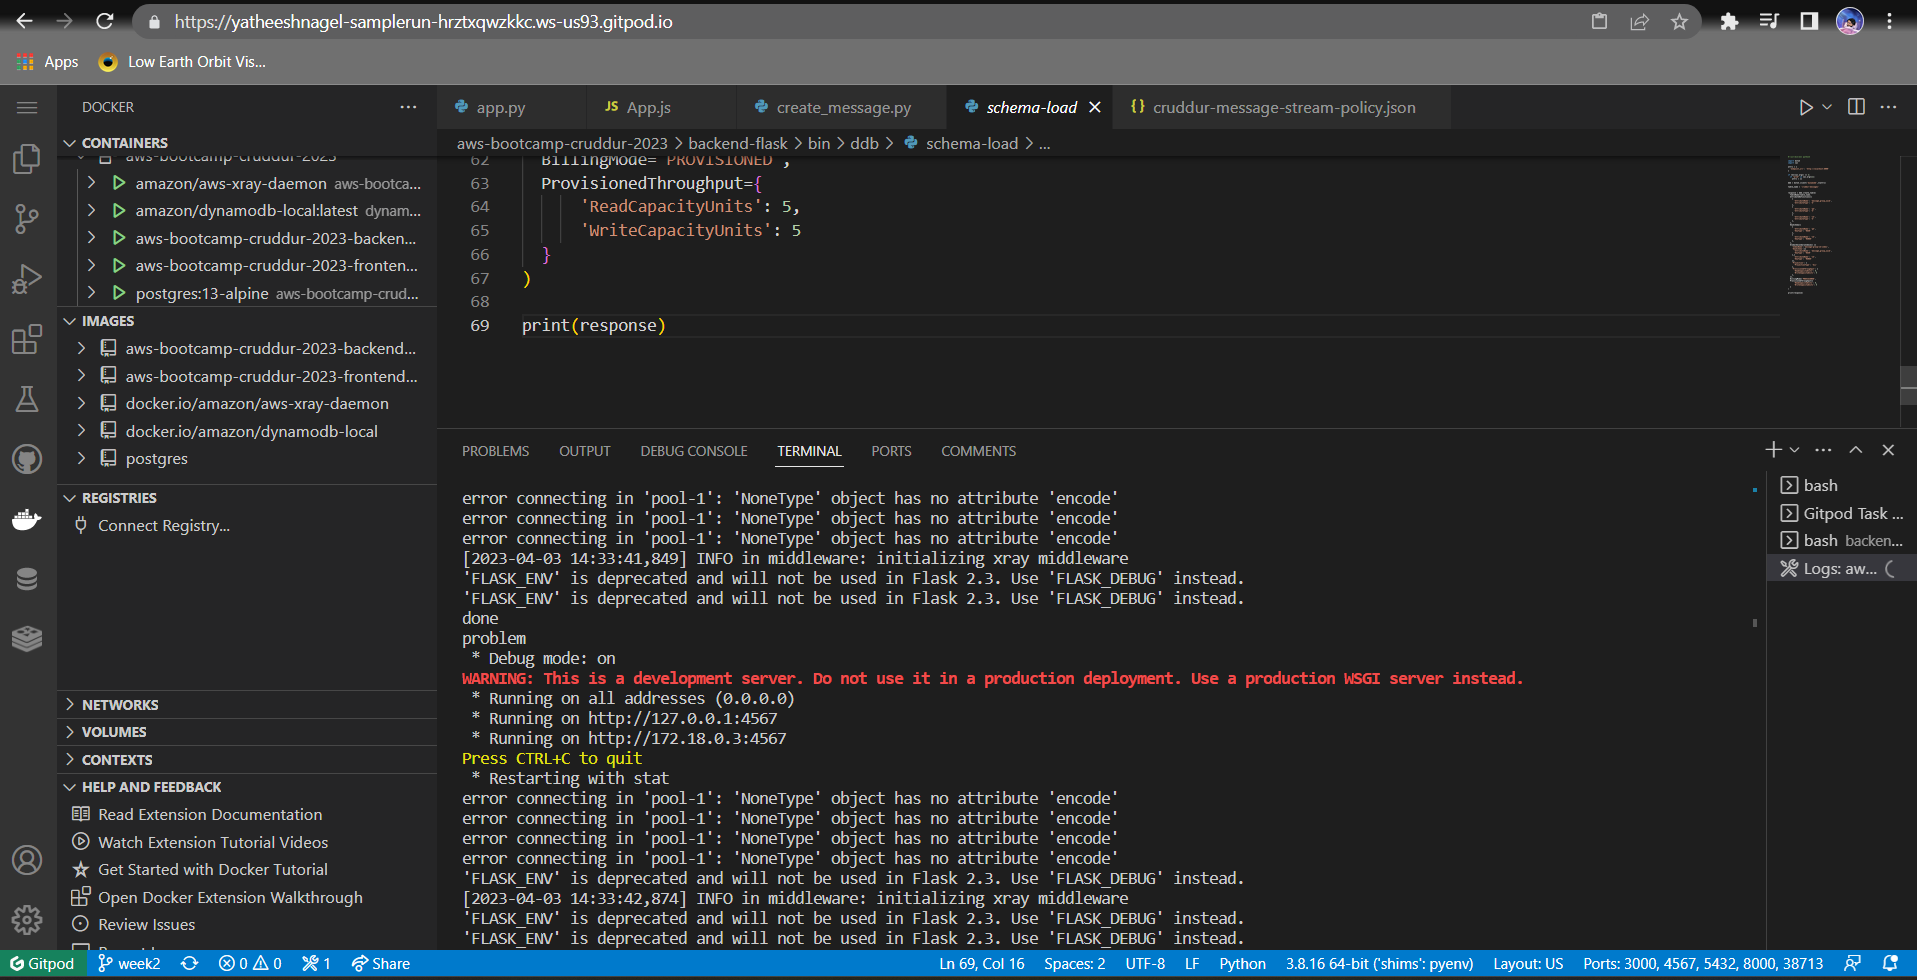 https://yatheeshnagel-samplerun-hrztxqwzkkc.ws-us93.gitpod.io
Apps
Low Earth Orbit Vis...
DOCKER
CONTAINERS
aws-bootcamp-cruddur-2023
amazon/aws-xray-daemon aws-bootca...
amazon/dynamodb-local:latest dynam...
aws-bootcamp-cruddur-2023-backen...
aws-bootcamp-cruddur-2023-fronten...
postgres:13-alpine aws-bootcamp-crud...
IMAGES
aws-bootcamp-cruddur-2023-backend...
aws-bootcamp-cruddur-2023-frontend...
docker.io/amazon/aws-xray-daemon
docker.io/amazon/dynamodb-local
postgres
REGISTRIES
Connect Registry...
NETWORKS
VOLUMES
CONTEXTS
HELP AND FEEDBACK
Read Extension Documentation
Watch Extension Tutorial Videos
Get Started with Docker Tutorial
Open Docker Extension Walkthrough
Review Issues
app.py
JS App.js
create_message.py
schema-load
{} cruddur-message-stream-policy.json
aws-bootcamp-cruddur-2023 > backend-flask > bin > ddb > schema-load > ...
62 BillingMode='PROVISIONED',
63 ProvisionedThroughput={
64 'ReadCapacityUnits': 5,
65 'WriteCapacityUnits': 5
66 }
67 )
68
69 print(response)
PROBLEMS OUTPUT DEBUG CONSOLE TERMINAL PORTS COMMENTS
error connecting in 'pool-1': 'NoneType' object has no attribute 'encode'
error connecting in 'pool-1': 'NoneType' object has no attribute 'encode'
error connecting in 'pool-1': 'NoneType' object has no attribute 'encode'
[2023-04-03 14:33:41,849] INFO in middleware: initializing xray middleware
'FLASK_ENV' is deprecated and will not be used in Flask 2.3. Use 'FLASK_DEBUG' instead.
'FLASK_ENV' is deprecated and will not be used in Flask 2.3. Use 'FLASK_DEBUG' instead.
done
problem
* Debug mode: on
WARNING: This is a development server. Do not use it in a production deployment. Use a production WSGI server instead.
* Running on all addresses (0.0.0.0)
* Running on http://127.0.0.1:4567
* Running on http://172.18.0.3:4567
Press CTRL+C to quit
* Restarting with stat
error connecting in 'pool-1': 'NoneType' object has no attribute 'encode'
error connecting in 'pool-1': 'NoneType' object has no attribute 'encode'
error connecting in 'pool-1': 'NoneType' object has no attribute 'encode'
error connecting in 'pool-1': 'NoneType' object has no attribute 'encode'
'FLASK_ENV' is deprecated and will not be used in Flask 2.3. Use 'FLASK_DEBUG' instead.
[2023-04-03 14:33:42,874] INFO in middleware: initializing xray middleware
'FLASK_ENV' is deprecated and will not be used in Flask 2.3. Use 'FLASK_DEBUG' instead.
'FLASK_ENV' is deprecated and will not be used in Flask 2.3. Use 'FLASK_DEBUG' instead.
bash
Gitpod Task ...
bash backen...
Logs: aw...
Gitpod week2 0 0 1 Share Ln 69, Col 16 Spaces: 2 UTF-8 LF Python 3.8.16 64-bit ('shims': pyenv) Layout: US Ports: 3000, 4567, 5432, 8000, 38713